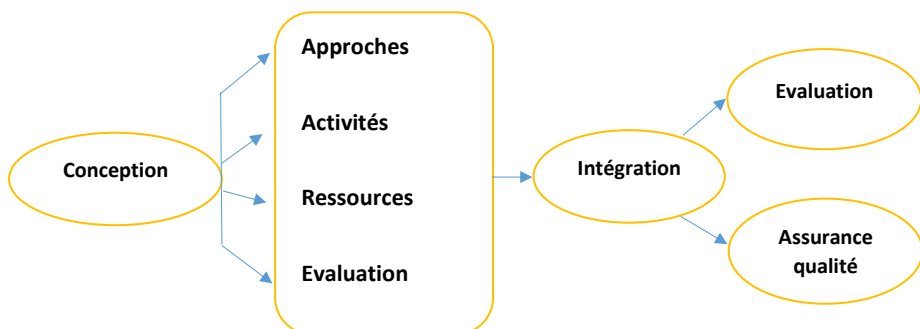 Conception
Approches
Activités
Ressources
Evaluation
Intégration
Evaluation
Assurance
qualité